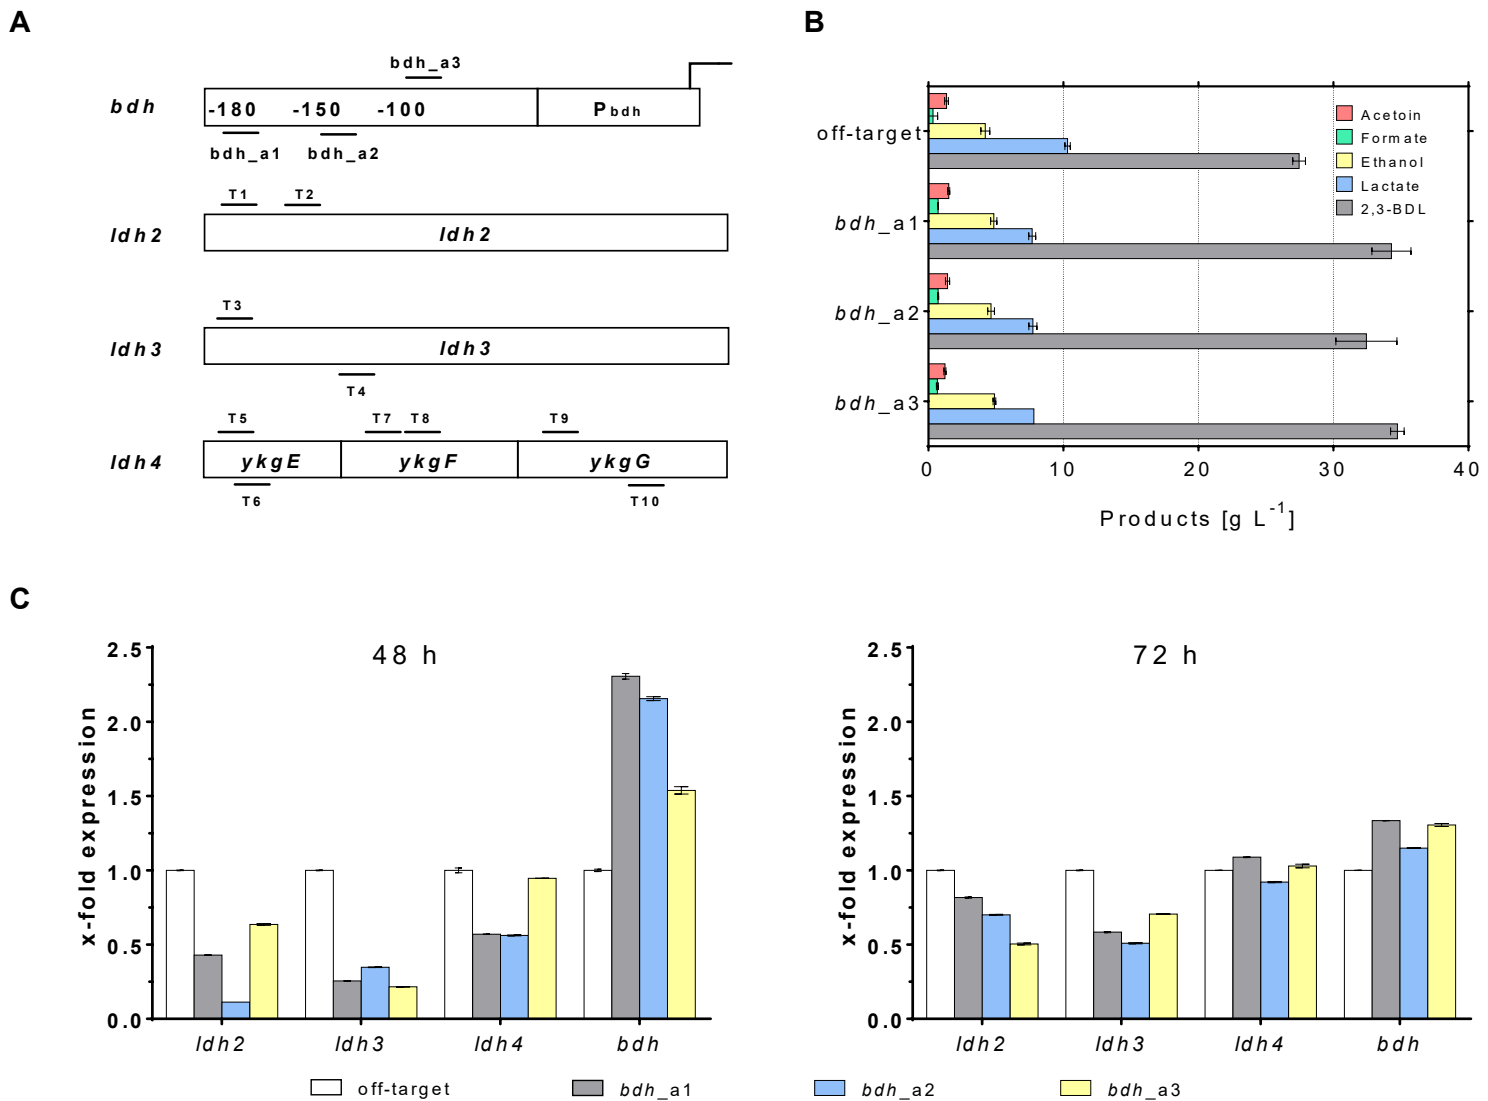 A
bdh_a3
bdh
-180 -150 -100 Pbdh
bdh_a1 bdh_a2
T1 T2
ldh2 ldh2
T3
ldh3 ldh3
T4
T5 T7 T8 T9
ldh4 ykgE ykgF ykgG
T6 T10
B
off-target
bdh_a1
bdh_a2
bdh_a3
Acetoin
Formate
Ethanol
Lactate
2,3-BDL
0 10 20 30 40
Products [g L-1]
C
48 h
x-fold expression
2.5
2.0
1.5
1.0
0.5
0.0
ldh2 ldh3 ldh4 bdh
72 h
x-fold expression
2.5
2.0
1.5
1.0
0.5
0.0
ldh2 ldh3 ldh4 bdh
off-target bdh_a1 bdh_a2 bdh_a3